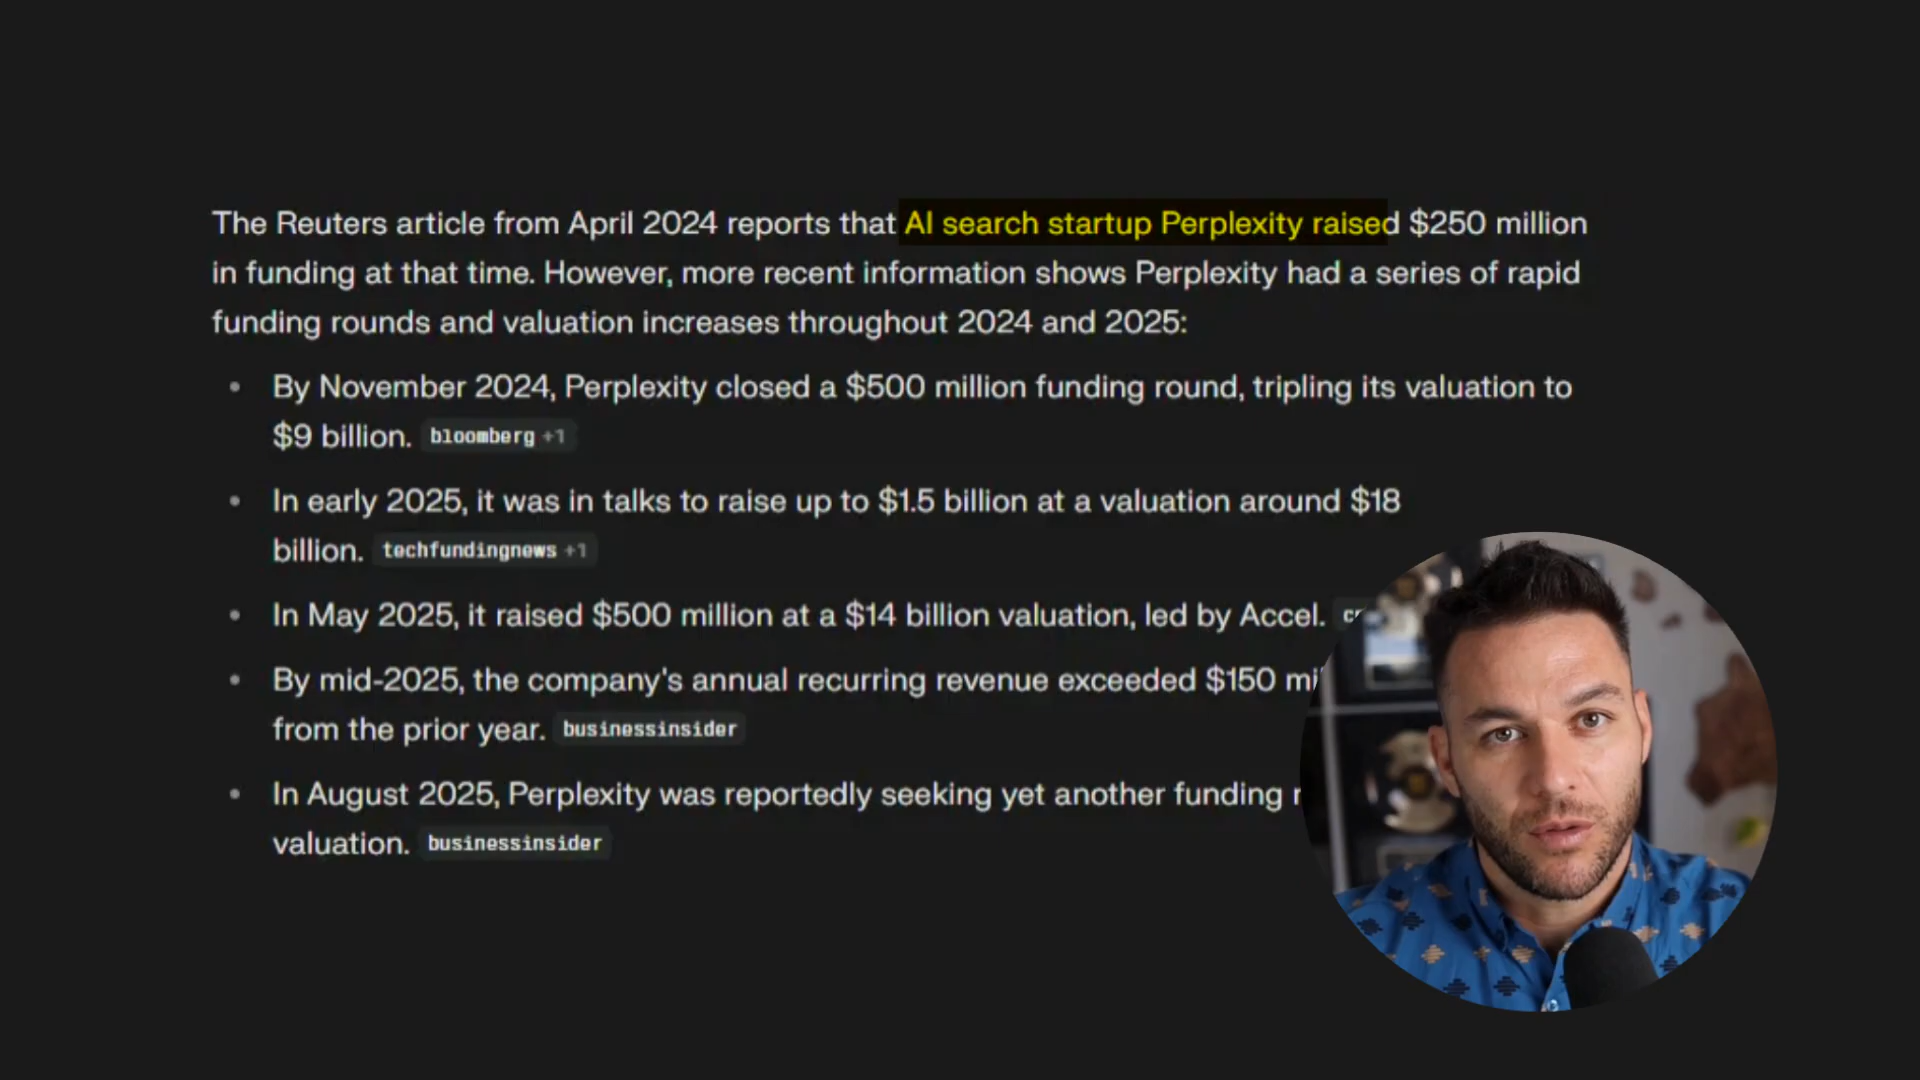 The Reuters article from April 2024 reports that AI search startup Perplexity raised $250 million
in funding at that time. However, more recent information shows Perplexity had a series of rapid
funding rounds and valuation increases throughout 2024 and 2025:
• By November 2024, Perplexity closed a $500 million funding round, tripling its valuation to
$9 billion. bloomberg +1
• In early 2025, it was in talks to raise up to $1.5 billion at a valuation around $18
billion. techfundingnews +1
• In May 2025, it raised $500 million at a $14 billion valuation, led by Accel.
• By mid-2025, the company's annual recurring revenue exceeded $150
from the prior year. businessinsider
• In August 2025, Perplexity was reportedly seeking yet another funding
valuation. businessinsider